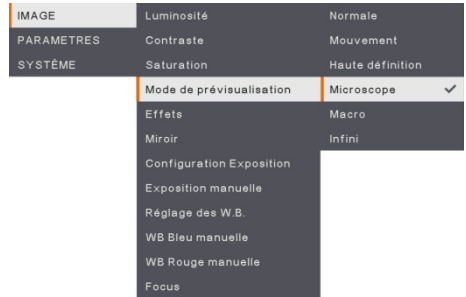 IMAGE
PARAMETRES
SYSTÈME
Luminosité
Contraste
Saturation
Mode de prévisualisation
Effets
Miroir
Configuration Exposition
Exposition manuelle
Réglage des W.B.
WB Bleu manuelle
WB Rouge manuelle
Focus
Normale
Mouvement
Haute définition
Microscope
Macro
Infini